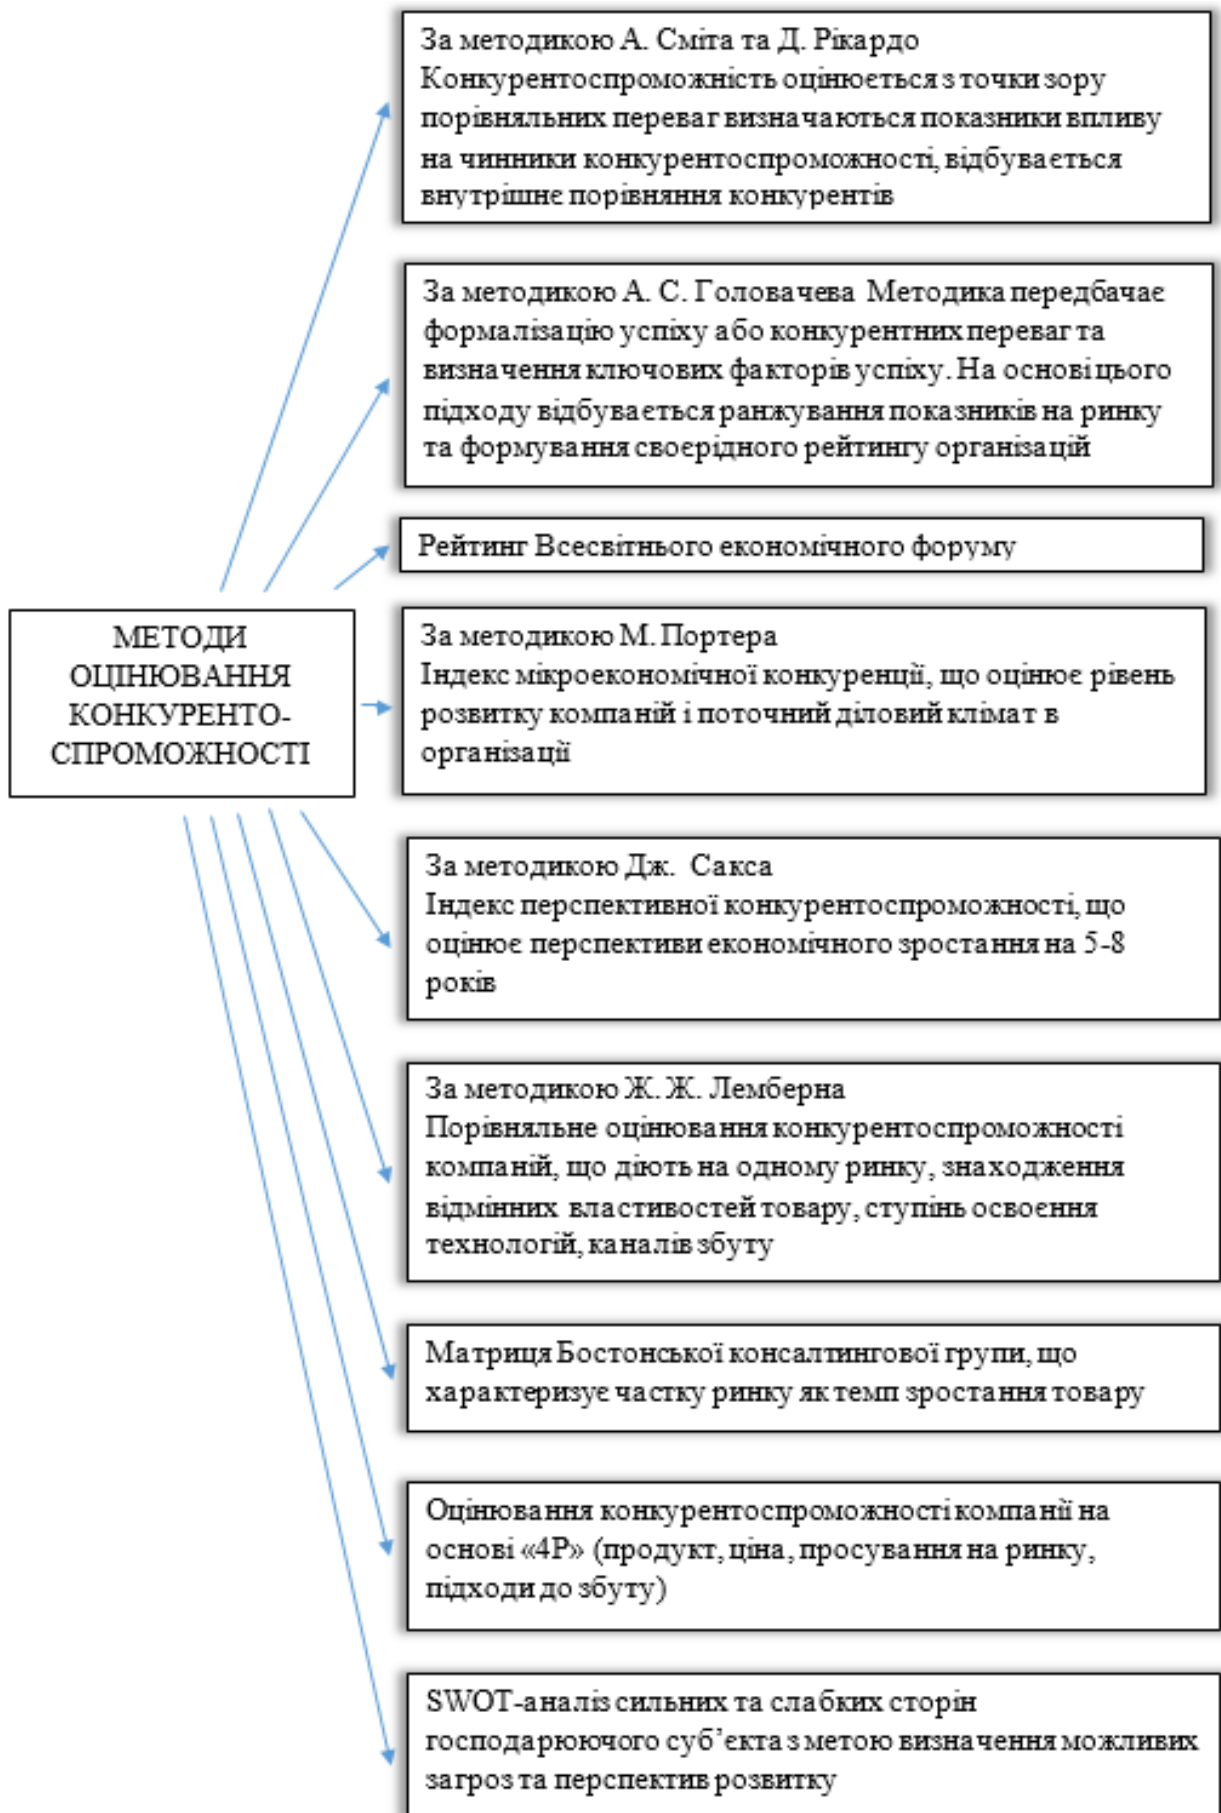 За методикою А. Сміта та Д. Рікардо
Конкурентоспроможність оцінюється з точки зору
порівняльних переваг визначаються показники впливу
на чинники конкурентоспроможності, відбувається
внутрішнє порівняння конкурентів
За методикою А. С. Головачева Методика передбачає
формалізацію успіху або конкурентних переваг та
визначення ключових факторів успіху. На основі цього
підходу відбувається ранжування показників на ринку
та формування своєрідного рейтингу організацій
Рейтинг Всесвітнього економічного форуму
МЕТОДИ
ОЦІНЮВАННЯ
КОНКУРЕНТО-
СПРОМОЖНОСТІ
За методикою М. Портера
Індекс мікроекономічної конкуренції, що оцінює рівень
розвитку компаній і поточний діловий клімат в
організації
За методикою Дж. Сакса
Індекс перспективної конкурентоспроможності, що
оцінює перспективи економічного зростання на 5-8
років
За методикою Ж. Ж. Лемберна
Порівняльне оцінювання конкурентоспроможності
компаній, що діють на одному ринку, знаходження
відмінних властивостей товару, ступінь освоєння
технологій, каналів збуту
Матриця Бостонської консалтингової групи, що
характеризує частку ринку як темп зростання товару
Оцінювання конкурентоспроможності компанії на
основі «4Р» (продукт, ціна, просування на ринку,
підходи до збуту)
SWOT-аналіз сильних та слабких сторін
господарюючого суб’єкта з метою визначення можливих
загроз та перспектив розвитку